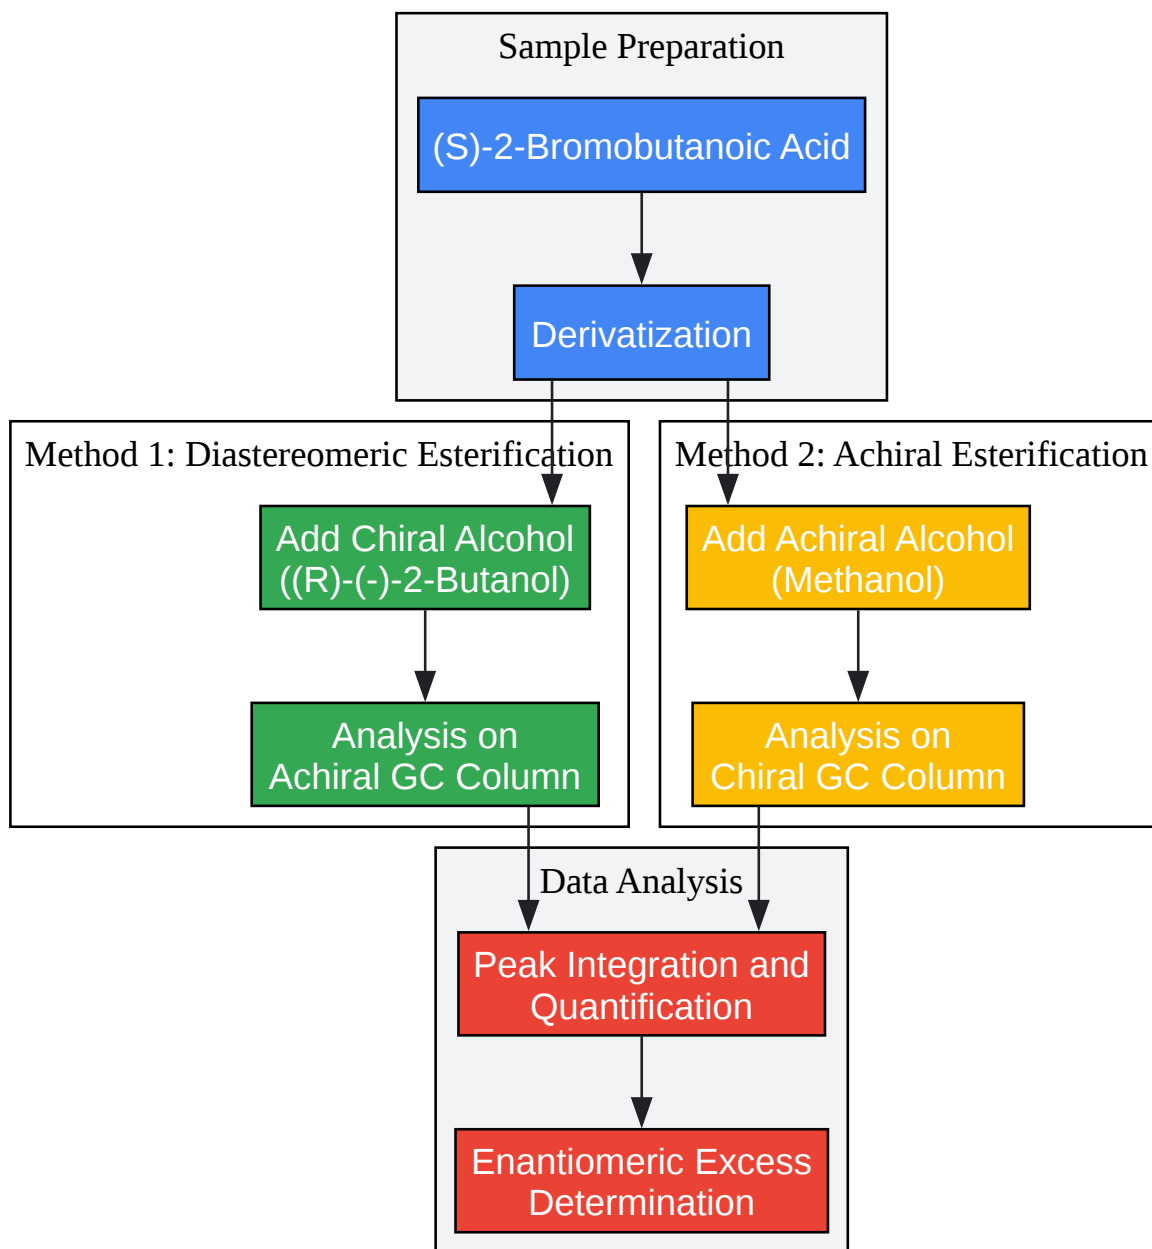 Sample Preparation
(S)-2-Bromobutanoic Acid
Derivatization
Method 1: Diastereomeric Esterification
Add Chiral Alcohol
((R)-(-)-2-Butanol)
Analysis on
Achiral GC Column
Method 2: Achiral Esterification
Add Achiral Alcohol
(Methanol)
Analysis on
Chiral GC Column
Data Analysis
Peak Integration and
Quantification
Enantiomeric Excess
Determination